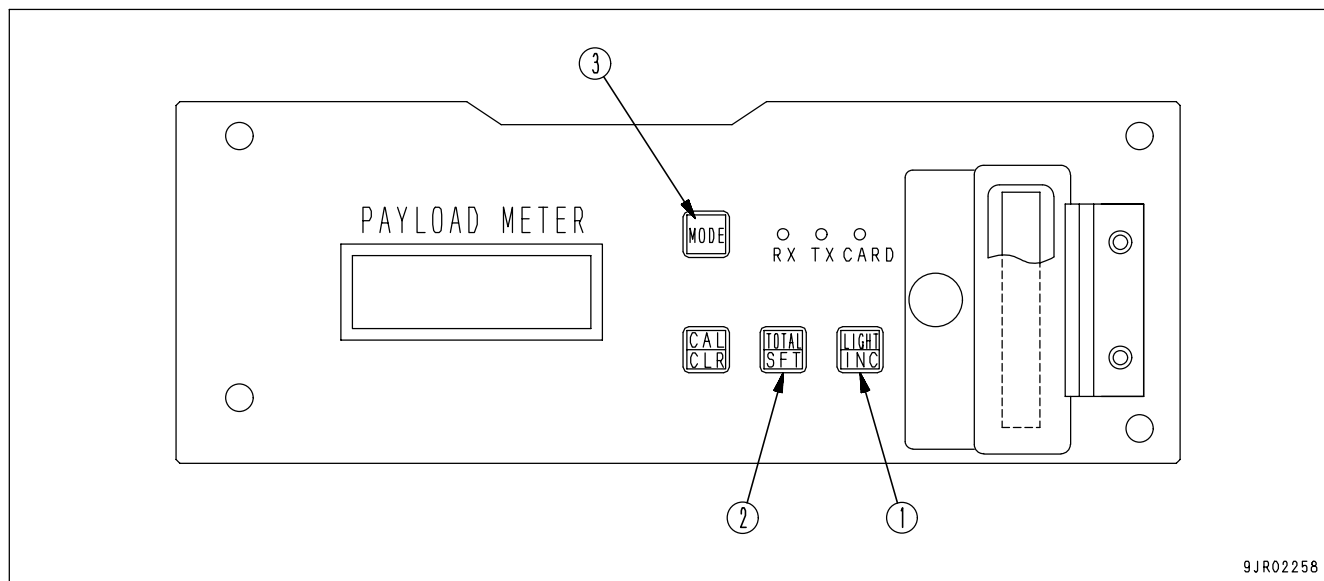 3
PAYLOAD METER
MODE
RX TX CARD
CAL
CLR
TOTAL
SFT
LIGHT
INC
2
1
9JR02258